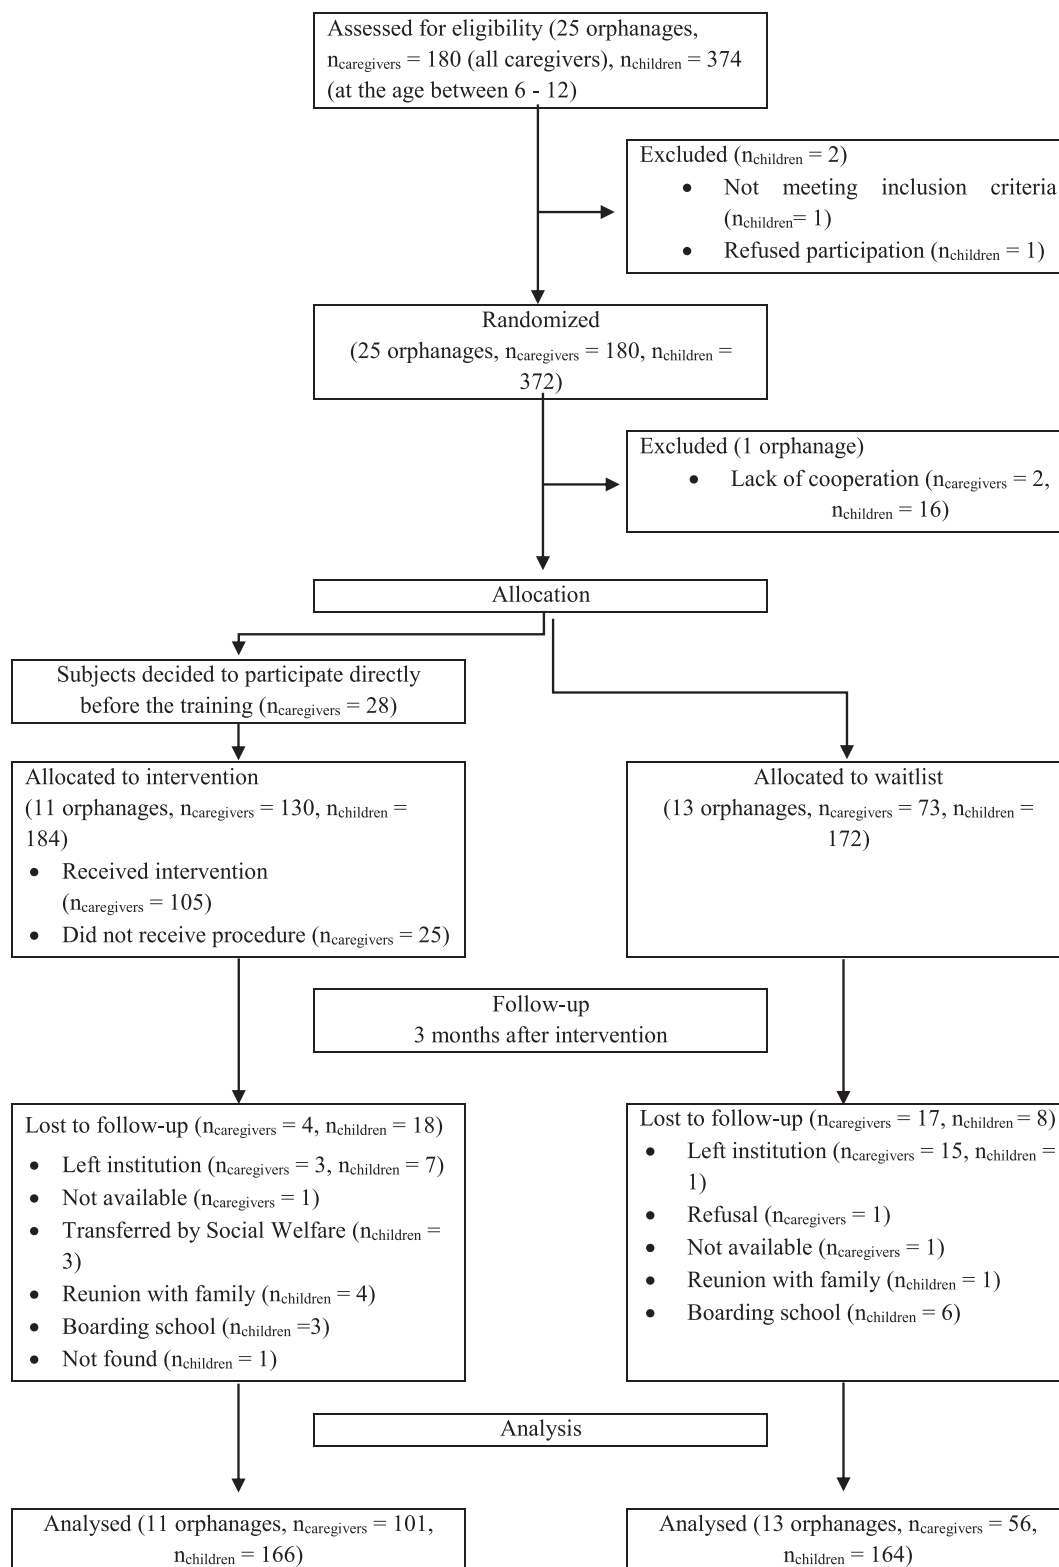 Assessed for eligibility (25 orphanages,
ncaregivers = 180 (all caregivers), nchildren = 374
(at the age between 6 - 12)
Excluded (nchildren = 2)
• Not meeting inclusion criteria
(nchildren= 1)
• Refused participation (nchildren = 1)
Randomized
(25 orphanages, ncaregivers = 180, nchildren =
372)
Excluded (1 orphanage)
• Lack of cooperation (ncaregivers = 2,
nchildren = 16)
Allocation
Subjects decided to participate directly
before the training (ncaregivers = 28)
Allocated to intervention
(11 orphanages, ncaregivers = 130, nchildren =
184)
• Received intervention
(ncaregivers = 105)
• Did not receive procedure (ncaregivers = 25)
Allocated to waitlist
(13 orphanages, ncaregivers = 73, nchildren =
172)
Follow-up
3 months after intervention
Lost to follow-up (ncaregivers = 4, nchildren = 18)
• Left institution (ncaregivers = 3, nchildren = 7)
• Not available (ncaregivers = 1)
• Transferred by Social Welfare (nchildren =
3)
• Reunion with family (nchildren = 4)
• Boarding school (nchildren =3)
• Not found (nchildren = 1)
Lost to follow-up (ncaregivers = 17, nchildren = 8)
• Left institution (ncaregivers = 15, nchildren =
1)
• Refusal (ncaregivers = 1)
• Not available (ncaregivers = 1)
• Reunion with family (nchildren = 1)
• Boarding school (nchildren = 6)
Analysis
Analysed (11 orphanages, ncaregivers = 101,
nchildren = 166)
Analysed (13 orphanages, ncaregivers = 56,
nchildren = 164)